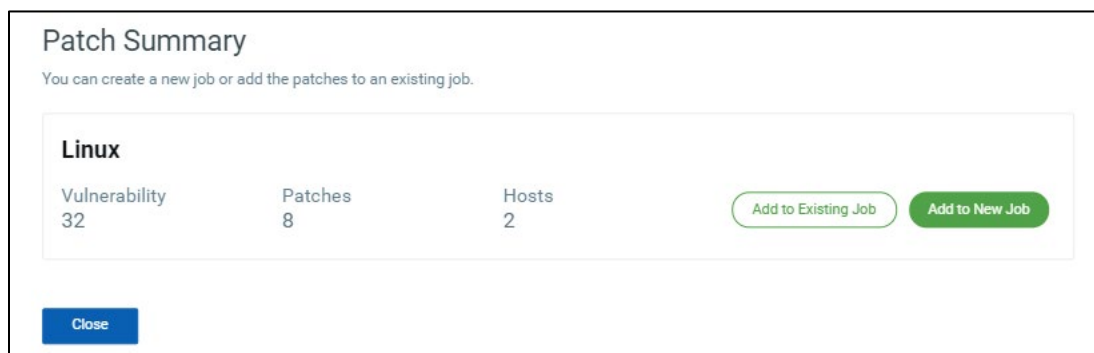 Patch Summary
You can create a new job or add the patches to an existing job.
Linux
Vulnerability Patches Hosts
32 8 2 Add to Existing Job Add to New Job
Close